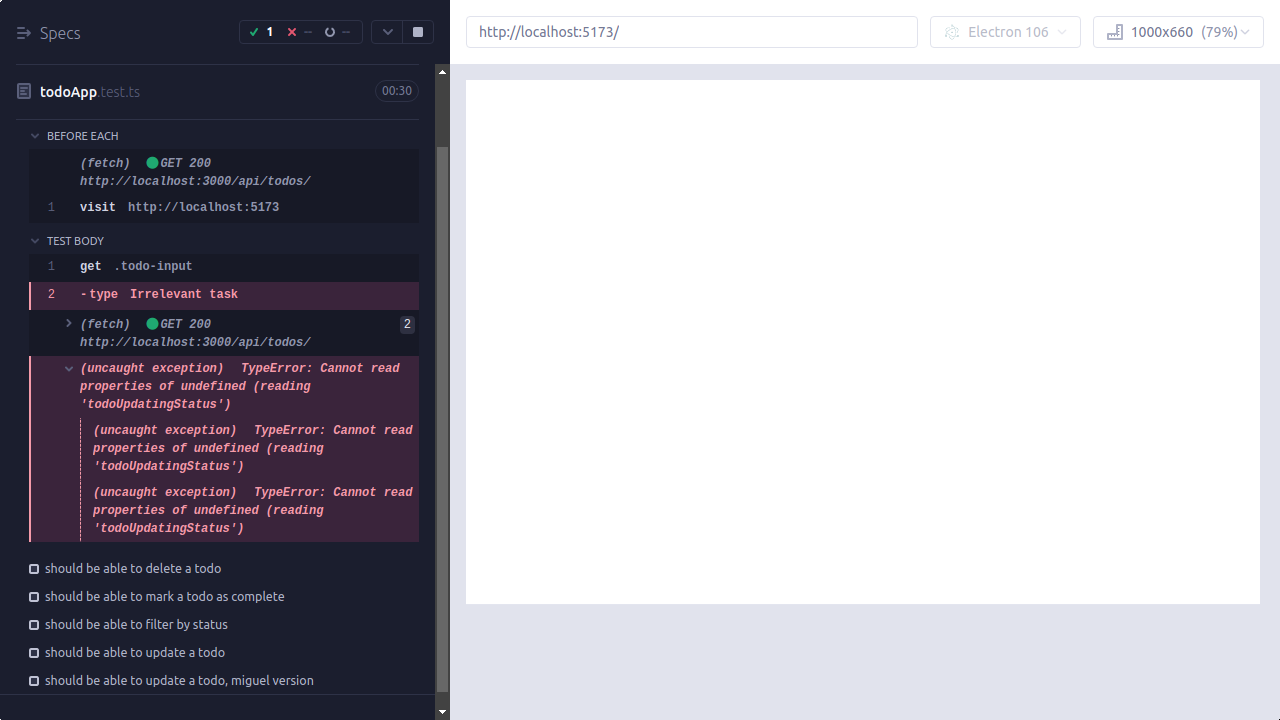 Specs
1 -- --
http://localhost:5173/
Electron 106
1000x660 (79%)
todoApp.test.ts
00:30
BEFORE EACH
(fetch) GET 200
http://localhost:3000/api/todos/
1 visit http://localhost:5173
TEST BODY
1 get .todo-input
2 -type Irrelevant task
(fetch) GET 200 2
http://localhost:3000/api/todos/
(uncaught exception) TypeError: Cannot read
properties of undefined (reading
'todoUpdatingStatus')
(uncaught exception) TypeError: Cannot read
properties of undefined (reading
'todoUpdatingStatus')
(uncaught exception) TypeError: Cannot read
properties of undefined (reading
'todoUpdatingStatus')
should be able to delete a todo
should be able to mark a todo as complete
should be able to filter by status
should be able to update a todo
should be able to update a todo, miguel version